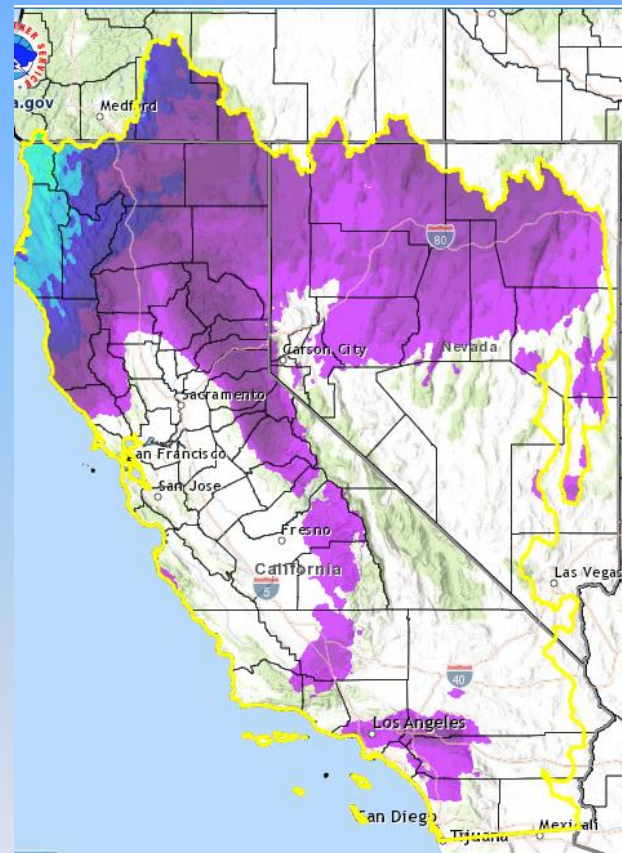 a.gov
Medford
80
Carson City
Nevada
Sacramento
an Francisco
San Jose
Fresno
California
5
Las Vegas
40
Los Angeles
San Diego
Tijuana
Mexicali